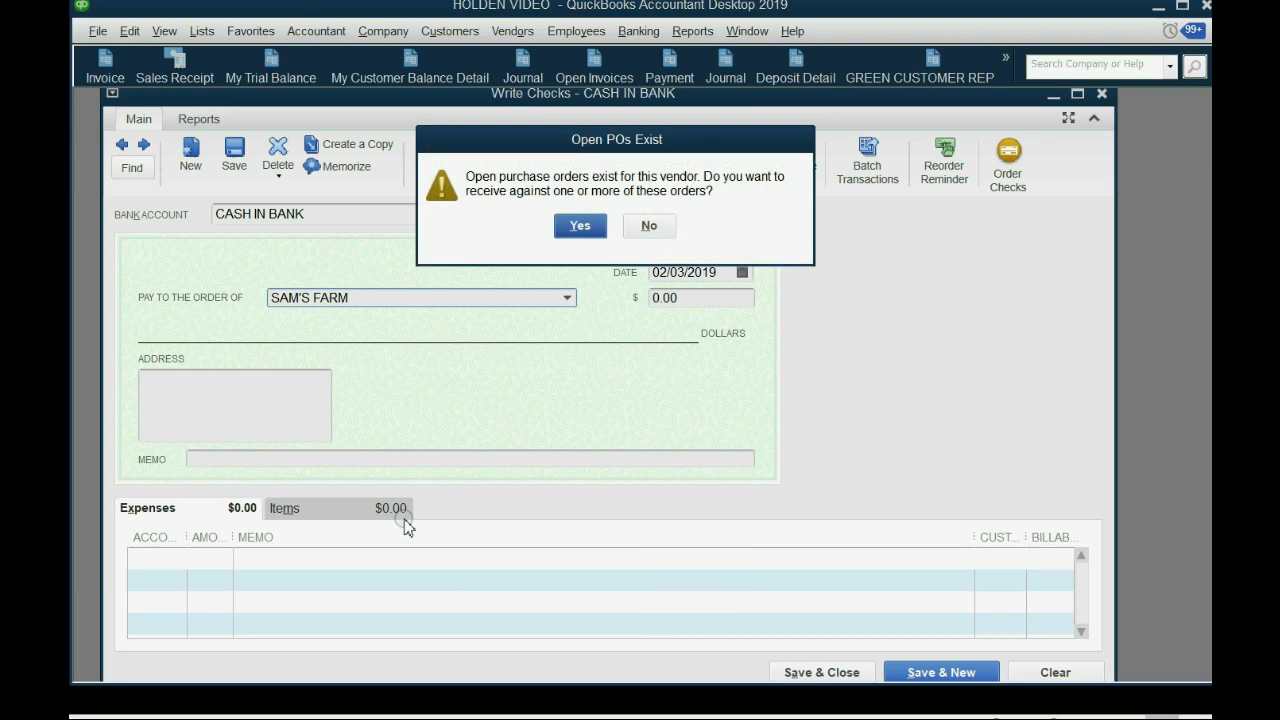 HOLDEN VIDEO - QuickBooks Accountant Desktop 2019
File Edit View Lists Favorites Accountant Company Customers Vendors Employees Banking Reports Window Help
99+
Invoice Sales Receipt My Trial Balance My Customer Balance Detail Journal Open Invoices Payment Journal Deposit Detail GREEN CUSTOMER REP
» Search Company or Help
Write Checks - CASH IN BANK
Main Reports
Find New Save Delete Create a Copy
Memorize
Batch Transactions
Reorder Reminder
Order Checks
Open POs Exist
Open purchase orders exist for this vendor. Do you want to
receive against one or more of these orders?
Yes No
BANK ACCOUNT CASH IN BANK
DATE 02/03/2019
PAY TO THE ORDER OF SAM'S FARM $ 0.00
DOLLARS
ADDRESS
MEMO
Expenses $0.00 Items $0.00
ACCO... AMO... MEMO CUST... BILLAB...
Save & Close Save & New Clear